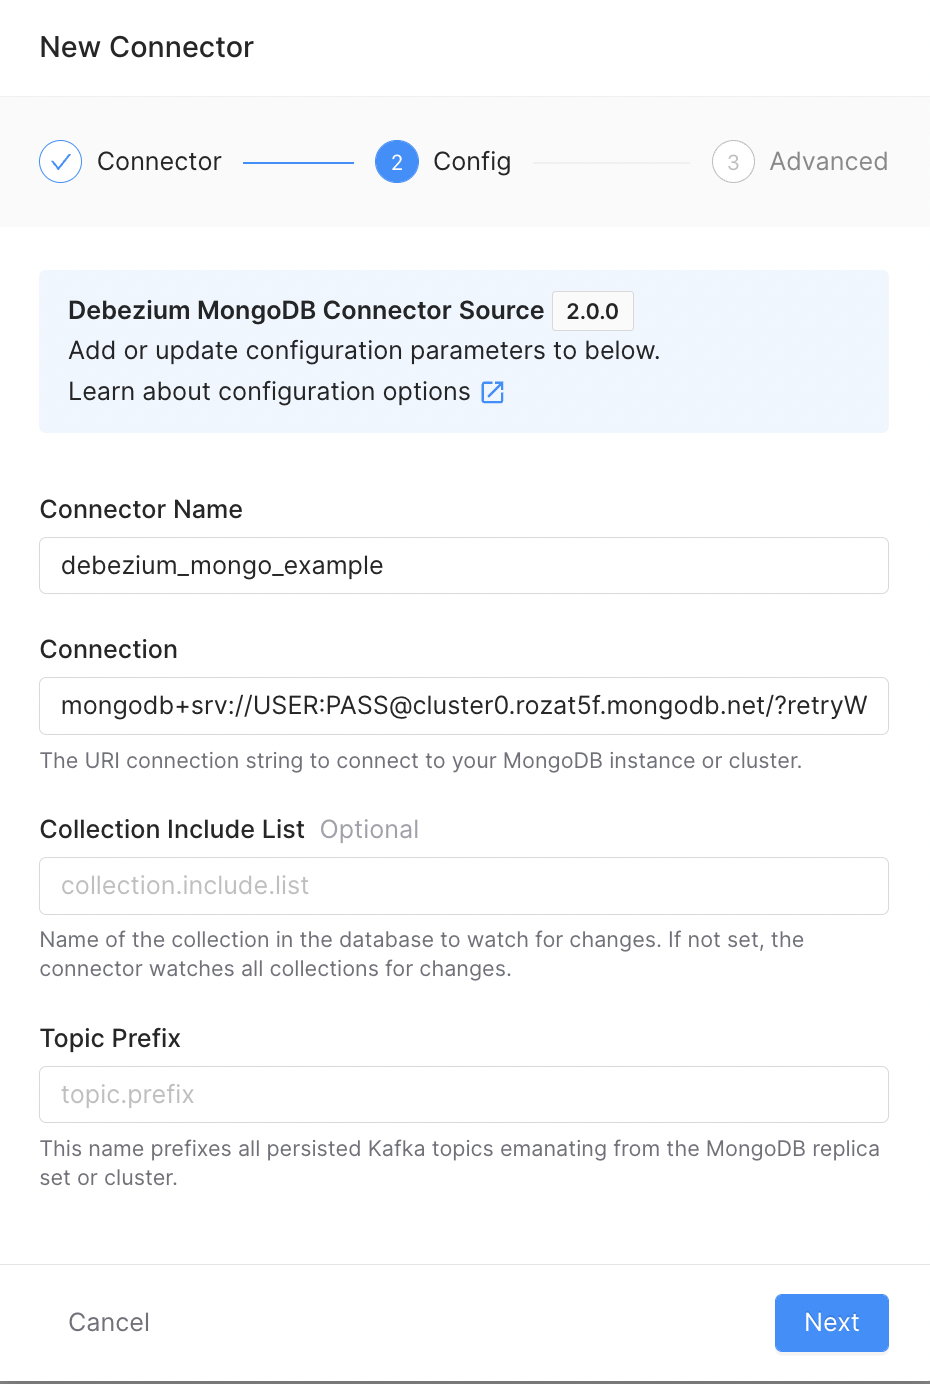 New Connector
Connector
2
Config
3
Advanced
Debezium MongoDB Connector Source 2.0.0
Add or update configuration parameters to below.
Learn about configuration options
Connector Name
debezium_mongo_example
Connection
mongodb+srv://USER:PASS@cluster0.rozat5f.mongodb.net/?retryW
The URI connection string to connect to your MongoDB instance or cluster.
Collection Include List Optional
collection.include.list
Name of the collection in the database to watch for changes. If not set, the
connector watches all collections for changes.
Topic Prefix
topic.prefix
This name prefixes all persisted Kafka topics emanating from the MongoDB replica
set or cluster.
Cancel
Next